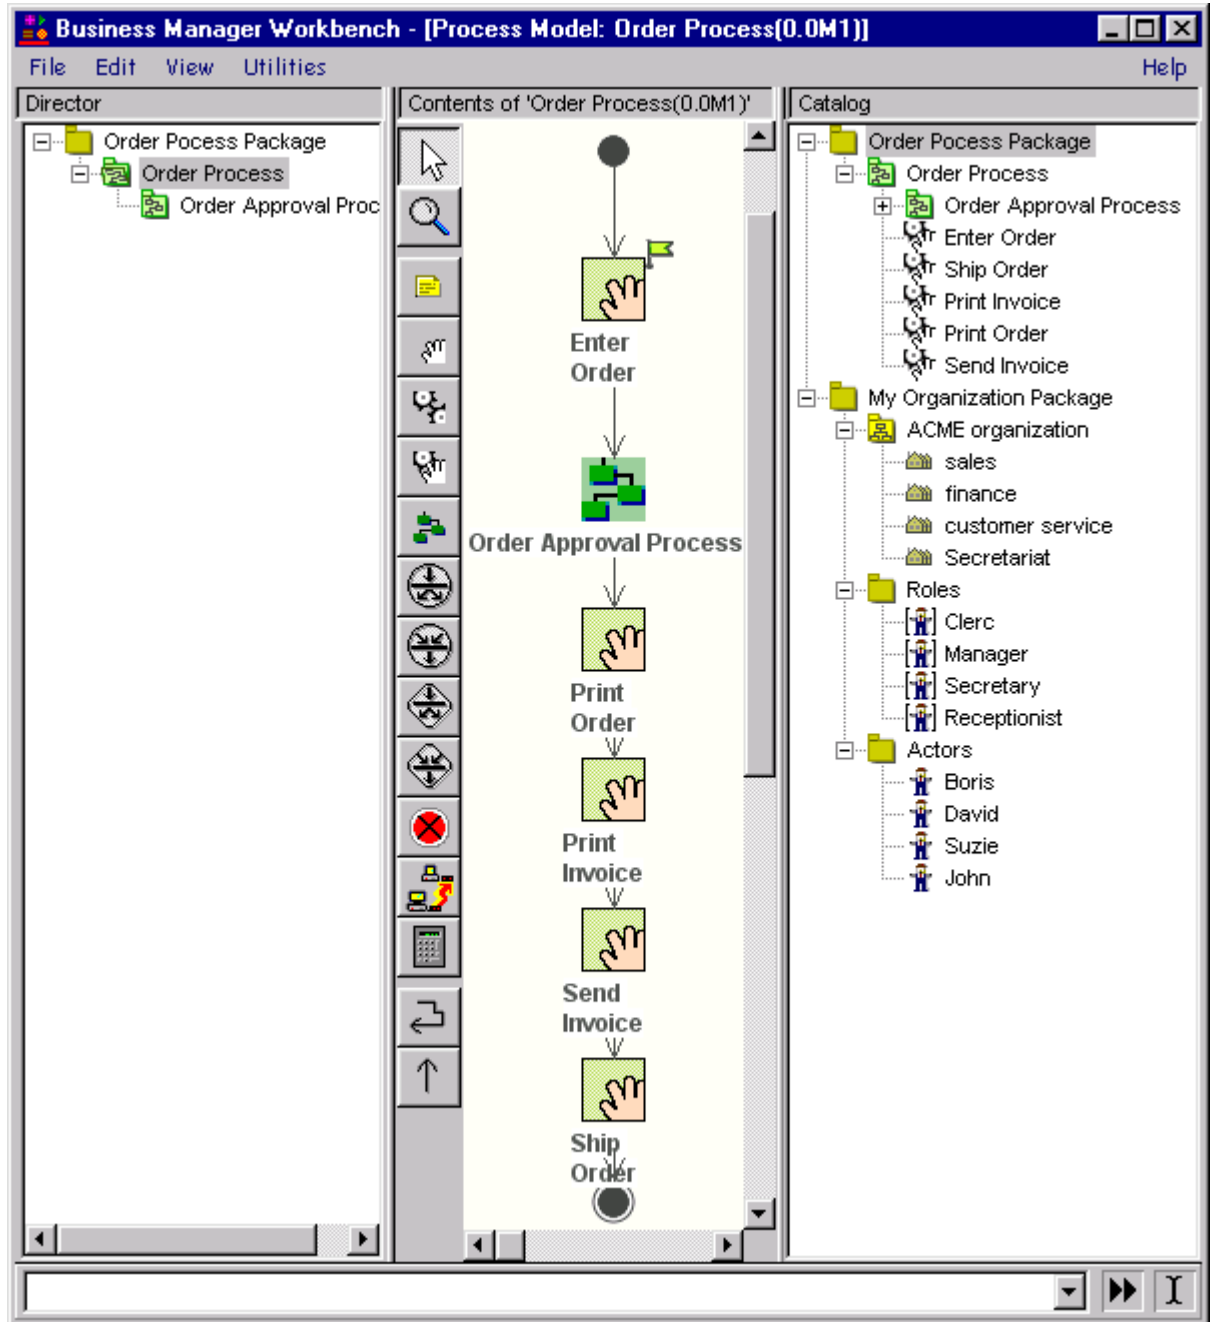 Business Manager Workbench - [Process Model: Order Process(0.0M1)]
File Edit View Utilities Help
Director
Order Pocess Package
Order Process
Order Approval Proc
Contents of 'Order Process(0.0M1)'
Enter
Order
Order Approval Process
Print
Order
Print
Invoice
Send
Invoice
Ship
Order
Catalog
Order Pocess Package
Order Process
Order Approval Process
Enter Order
Ship Order
Print Invoice
Print Order
Send Invoice
My Organization Package
ACME organization
sales
finance
customer service
Secretariat
Roles
Clerc
Manager
Secretary
Receptionist
Actors
Boris
David
Suzie
John